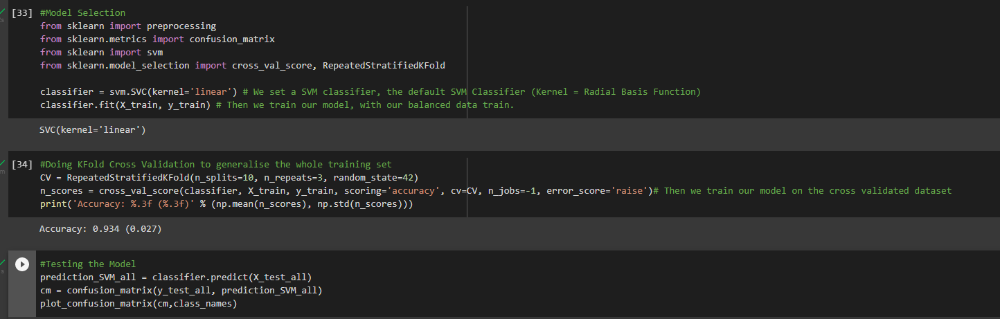 [33] #Model Selection
from sklearn import preprocessing
from sklearn.metrics import confusion_matrix
from sklearn import svm
from sklearn.model_selection import cross_val_score, RepeatedStratifiedKFold
classifier = svm.SVC(kernel='linear') # We set a SVM classifier, the default SVM Classifier (Kernel = Radial Basis Function)
classifier.fit(X_train, y_train) # Then we train our model, with our balanced data train.
SVC(kernel='linear')
[34] #Doing KFold Cross Validation to generalise the whole training set
CV = RepeatedStratifiedKFold(n_splits=10, n_repeats=3, random_state=42)
n_scores = cross_val_score(classifier, X_train, y_train, scoring='accuracy', cv=CV, n_jobs=-1, error_score='raise')# Then we train our model on the cross validated dataset
print('Accuracy: %.3f (%.3f)' % (np.mean(n_scores), np.std(n_scores)))
Accuracy: 0.934 (0.027)
#Testing the Model
prediction_SVM_all = classifier.predict(X_test_all)
cm = confusion_matrix(y_test_all, prediction_SVM_all)
plot_confusion_matrix(cm,class_names)